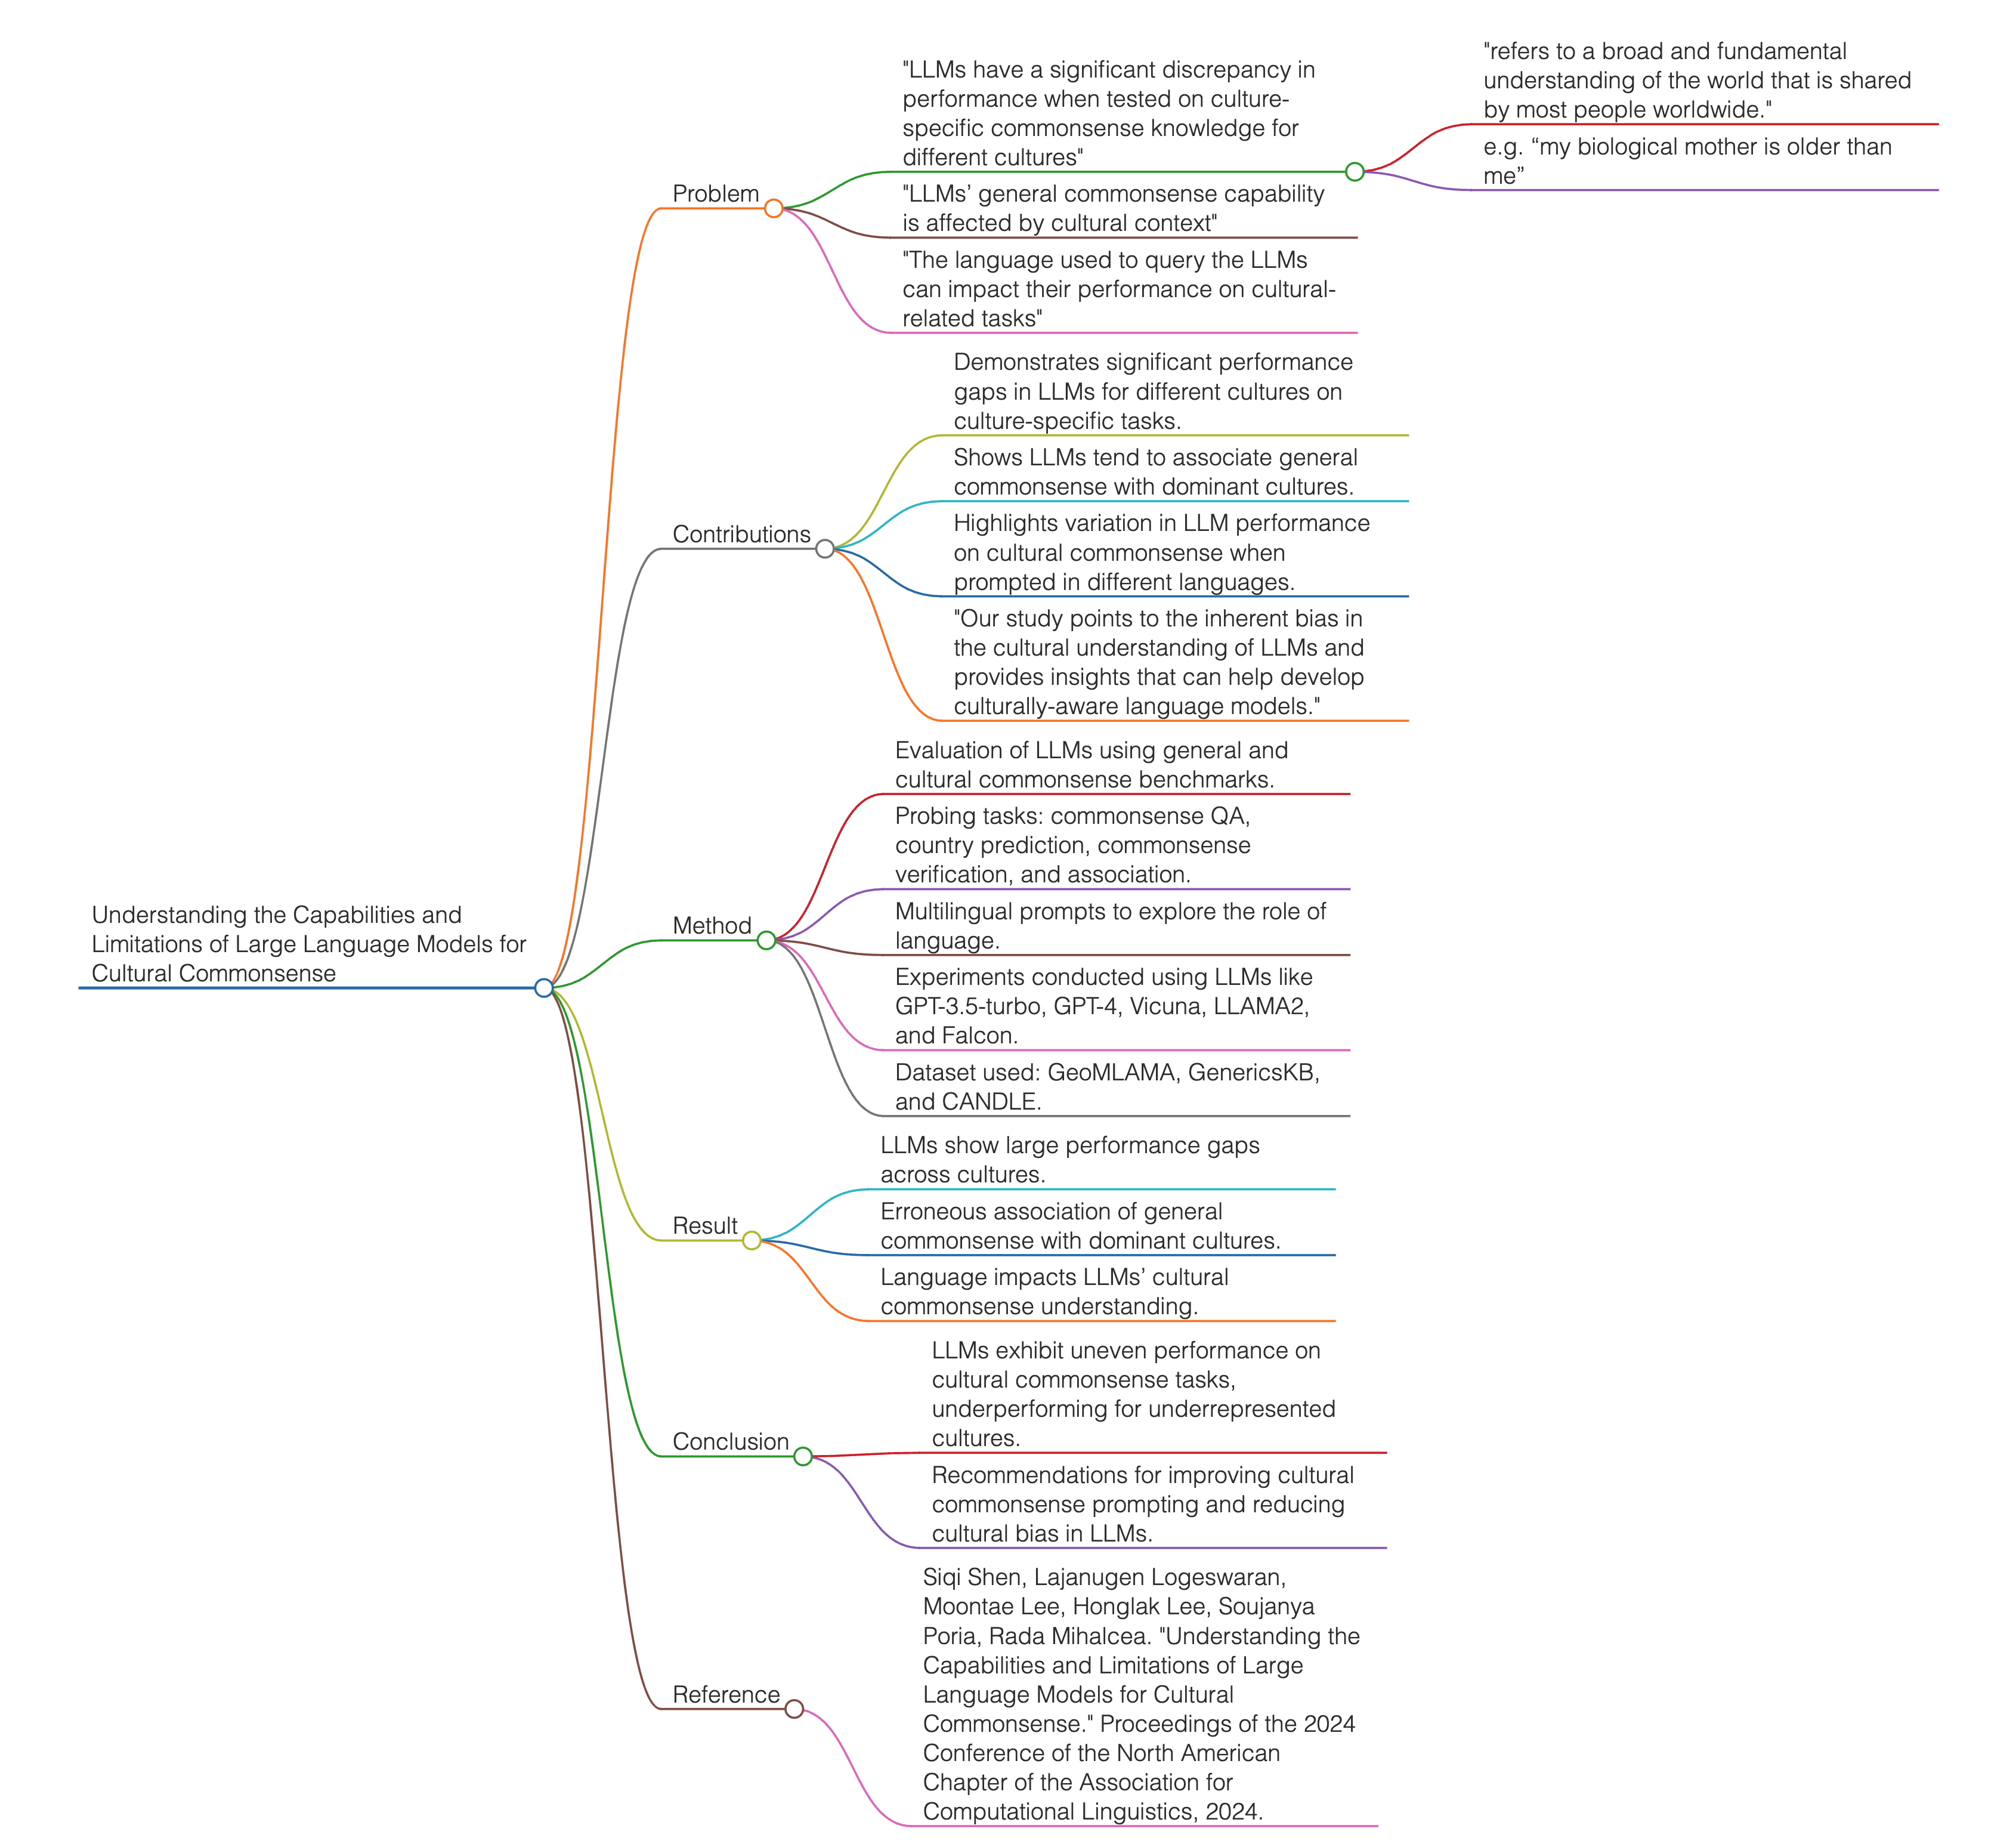 "refers to a broad and fundamental
understanding of the world that is shared
by most people worldwide."
e.g. “my biological mother is older than
me”
"LLMs have a significant discrepancy in
performance when tested on culture-
specific commonsense knowledge for
different cultures"
"LLMs’ general commonsense capability
is affected by cultural context"
"The language used to query the LLMs
can impact their performance on cultural-
related tasks"
Problem
Demonstrates significant performance
gaps in LLMs for different cultures on
culture-specific tasks.
Shows LLMs tend to associate general
commonsense with dominant cultures.
Highlights variation in LLM performance
on cultural commonsense when
prompted in different languages.
"Our study points to the inherent bias in
the cultural understanding of LLMs and
provides insights that can help develop
culturally-aware language models."
Contributions
Evaluation of LLMs using general and
cultural commonsense benchmarks.
Probing tasks: commonsense QA,
country prediction, commonsense
verification, and association.
Multilingual prompts to explore the role of
language.
Experiments conducted using LLMs like
GPT-3.5-turbo, GPT-4, Vicuna, LLAMA2,
and Falcon.
Dataset used: GeoMLAMA, GenericsKB,
and CANDLE.
Method
Understanding the Capabilities and
Limitations of Large Language Models for
Cultural Commonsense
LLMs show large performance gaps
across cultures.
Erroneous association of general
commonsense with dominant cultures.
Language impacts LLMs’ cultural
commonsense understanding.
Result
LLMs exhibit uneven performance on
cultural commonsense tasks,
underperforming for underrepresented
cultures.
Recommendations for improving cultural
commonsense prompting and reducing
cultural bias in LLMs.
Conclusion
Siqi Shen, Lajanugen Logeswaran,
Moontae Lee, Honglak Lee, Soujanya
Poria, Rada Mihalcea. "Understanding the
Capabilities and Limitations of Large
Language Models for Cultural
Commonsense." Proceedings of the 2024
Conference of the North American
Chapter of the Association for
Computational Linguistics, 2024.
Reference